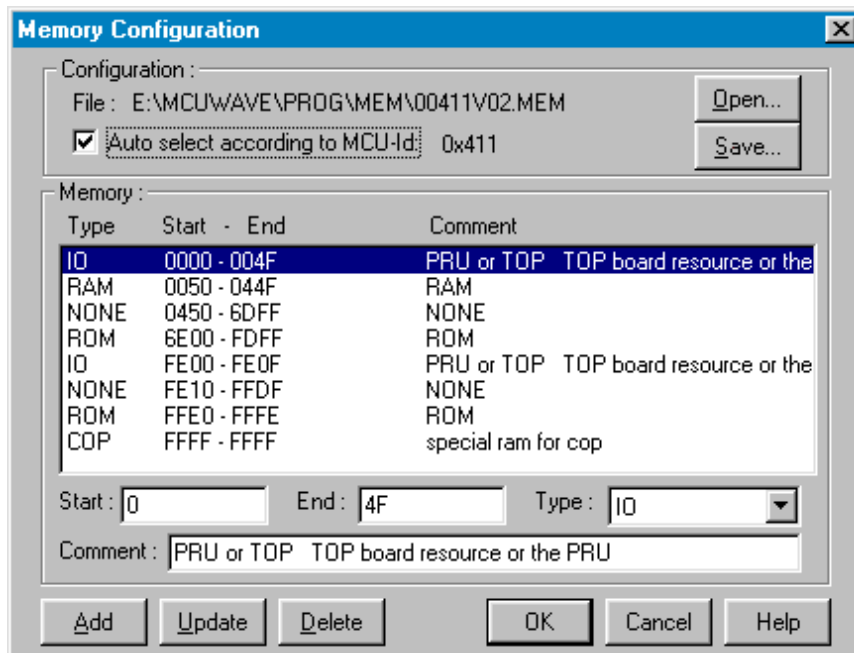 Memory Configuration
Configuration :
File : E:\MCUWAVE\PROG\MEM\00411V02.MEM
Open...
Auto select according to MCU-Id: 0x411
Save...
Memory :
Type Start - End Comment
IO 0000 - 004F PRU or TOP TOP board resource or the
RAM 0050 - 044F RAM
NONE 0450 - 6DFF NONE
ROM 6E00 - FDFF ROM
IO FE00 - FE0F PRU or TOP TOP board resource or the
NONE FE10 - FFDF NONE
ROM FFE0 - FFFE ROM
COP FFFF - FFFF special ram for cop
Start : 0 End : 4F Type : IO
Comment : PRU or TOP TOP board resource or the PRU
Add Update Delete OK Cancel Help